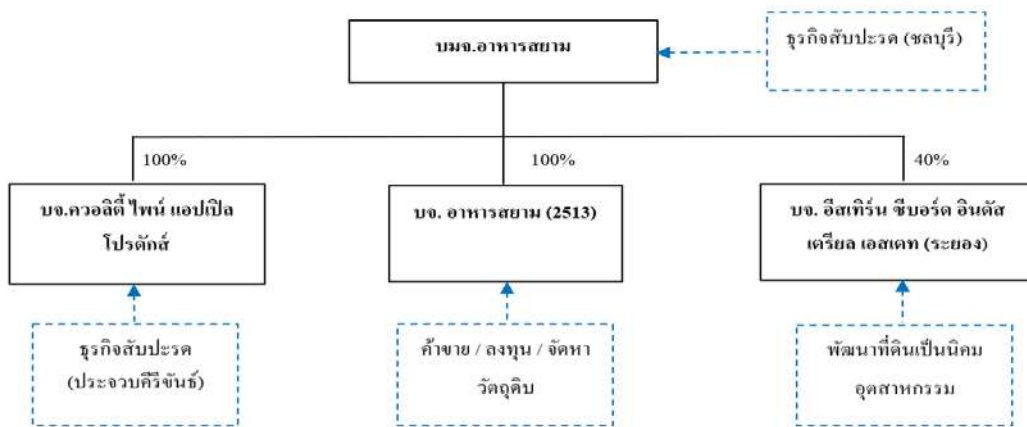 บมจ.อาหารสยาม
ธุรกิจสับปะรด (ชลบุรี)
100%
100%
40%
บจ.ควอลิตี้ ไพน์ แอปเปิล
โปรดักส์
บจ. อาหารสยาม (2513)
บจ. อีสเทิร์น ซีบอร์ด อินดัส
เตรียล เอสเตท (ระยอง)
ธุรกิจสับปะรด
(ประจวบคีรีขันธ์)
ค้าขาย / ลงทุน / จัดหา
วัตถุดิบ
พัฒนาที่ดินเป็นนิคม
อุตสาหกรรม